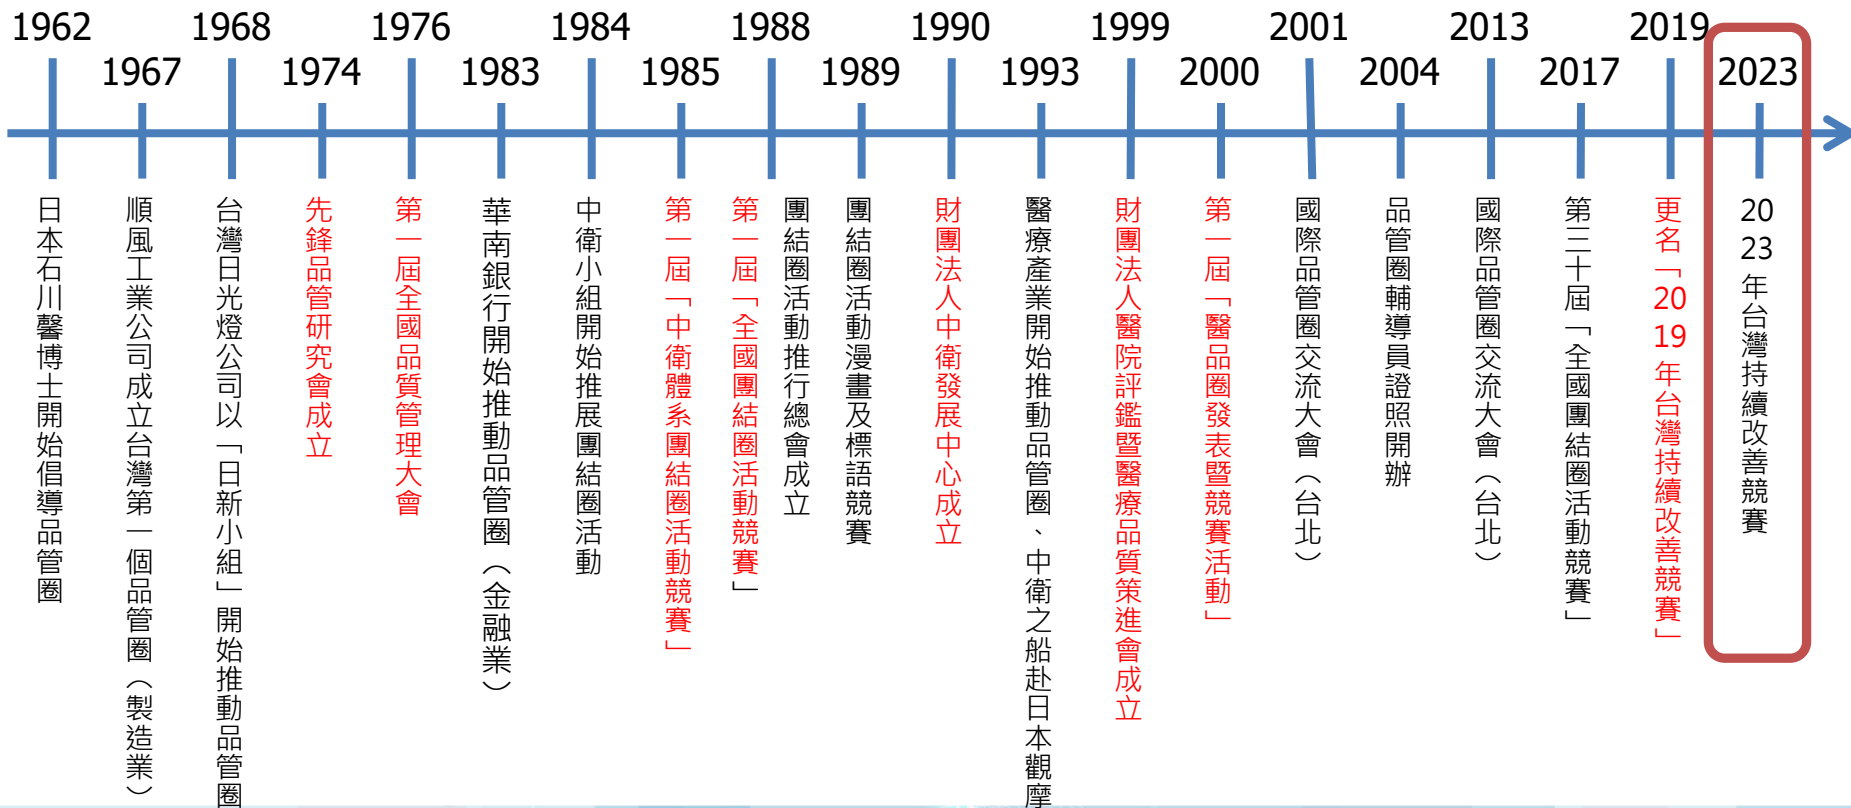 1962
1968
1976
1984
1988
1990
1999
2001
2013
2019
1967
1974
1983
1985
1989
1993
2000
2004
2017
2023
日本石川馨博士開始倡導品管圈
順風工業公司成立台灣第一個品管圈（製造業）
台灣日光燈公司以「日新小組」開始推動品管圈
先鋒品管研究會成立
第一屆全國品質管理大會
華南銀行開始推動品管圈（金融業）
中衛小組開始推展團結圈活動
第一屆「中衛體系團結圈活動競賽」
團結圈活動推行總會成立
第一屆「全國團結圈活動競賽」
團結圈活動漫畫及標語競賽
財團法人中衛發展中心成立
醫療產業開始推動品管圈、中衛之船赴日本觀摩
財團法人醫院評鑑暨醫療品質策進會成立
第一屆「醫品圈發表暨競賽活動」
國際品管圈交流大會（台北）
品管圈輔導員證照開辦
國際品管圈交流大會（台北）
第三十屆「全國團結圈活動競賽」
更名「2019年台灣持續改善競賽」
2023年台灣持續改善競賽